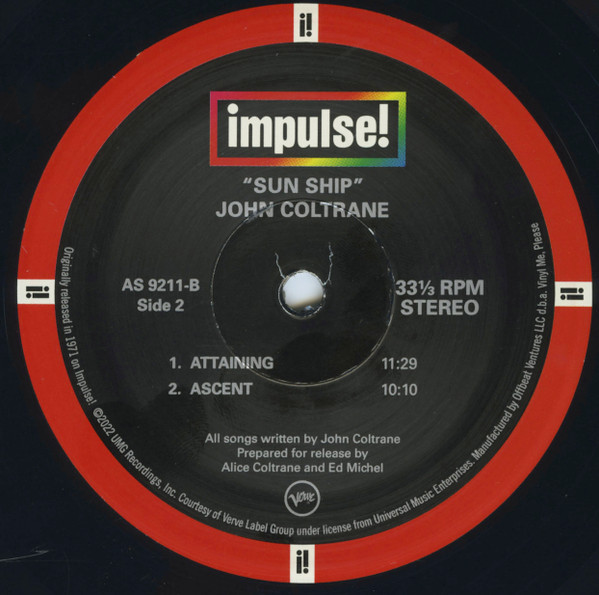 i!
impulse!
"SUN SHIP"
JOHN COLTRANE
AS 9211-B
Side 2
33⅓ RPM
STEREO
i!
i!
1. ATTAINING 11:29
2. ASCENT 10:10
All songs written by John Coltrane
Prepared for release by
Alice Coltrane and Ed Michel
Verve
Originally released in 1971 on Impulse! ©2022 UMG Recordings, Inc. Courtesy of Verve Label Group under license from Universal Music Enterprises. Manufactured by Offbeat Ventures LLC d.b.a. Vinyl Me, Please
i!